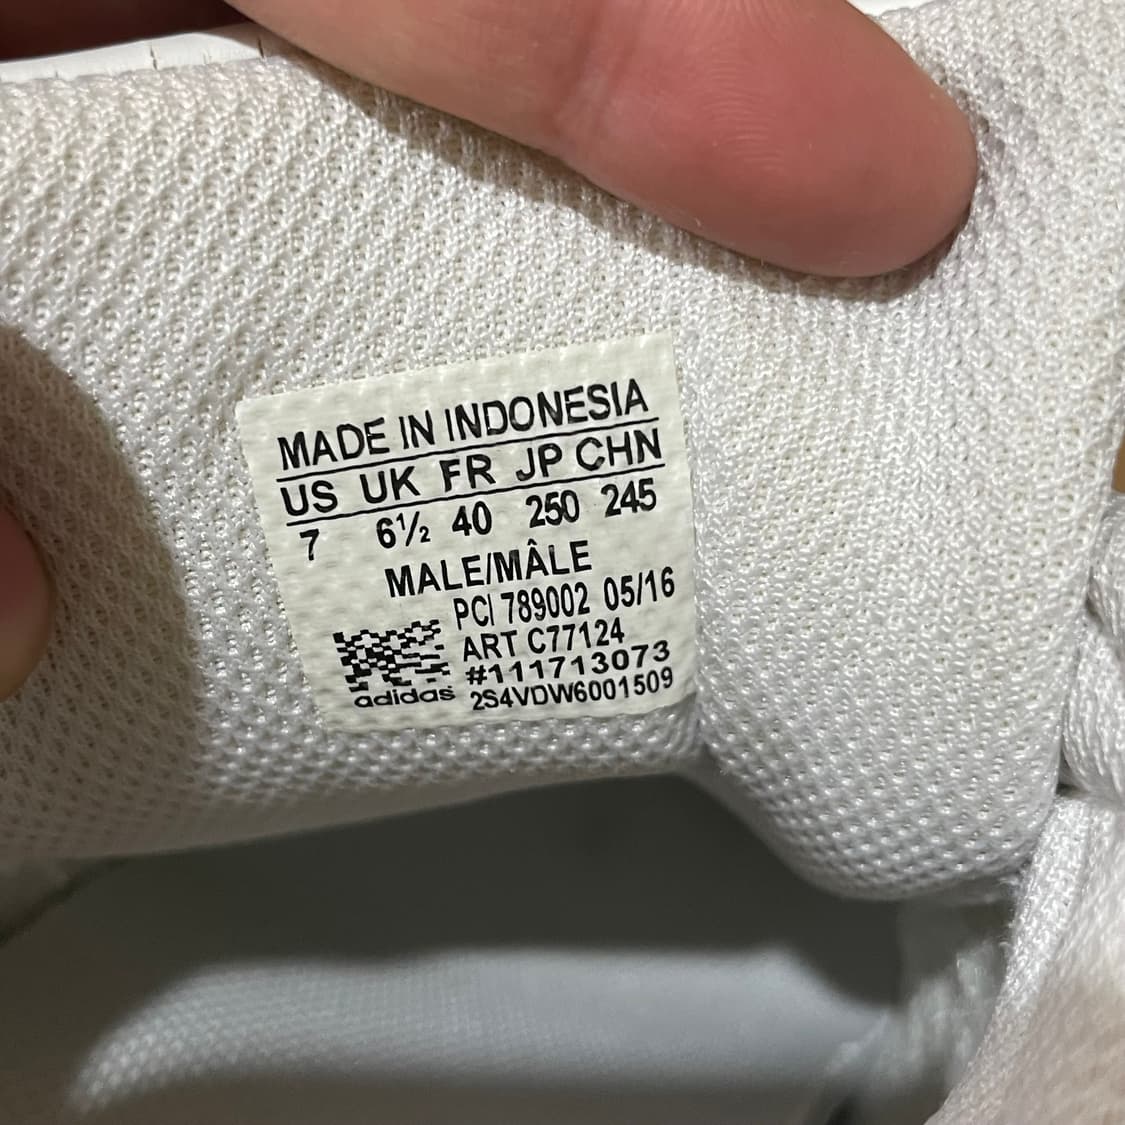 MADE IN INDONESIA
US UK FR JP CHN
7 6½ 40 250 245
MALE/MÂLE
PCI 789002 05/16
ART C77124
#111713073
adidas 2S4VDW6001509